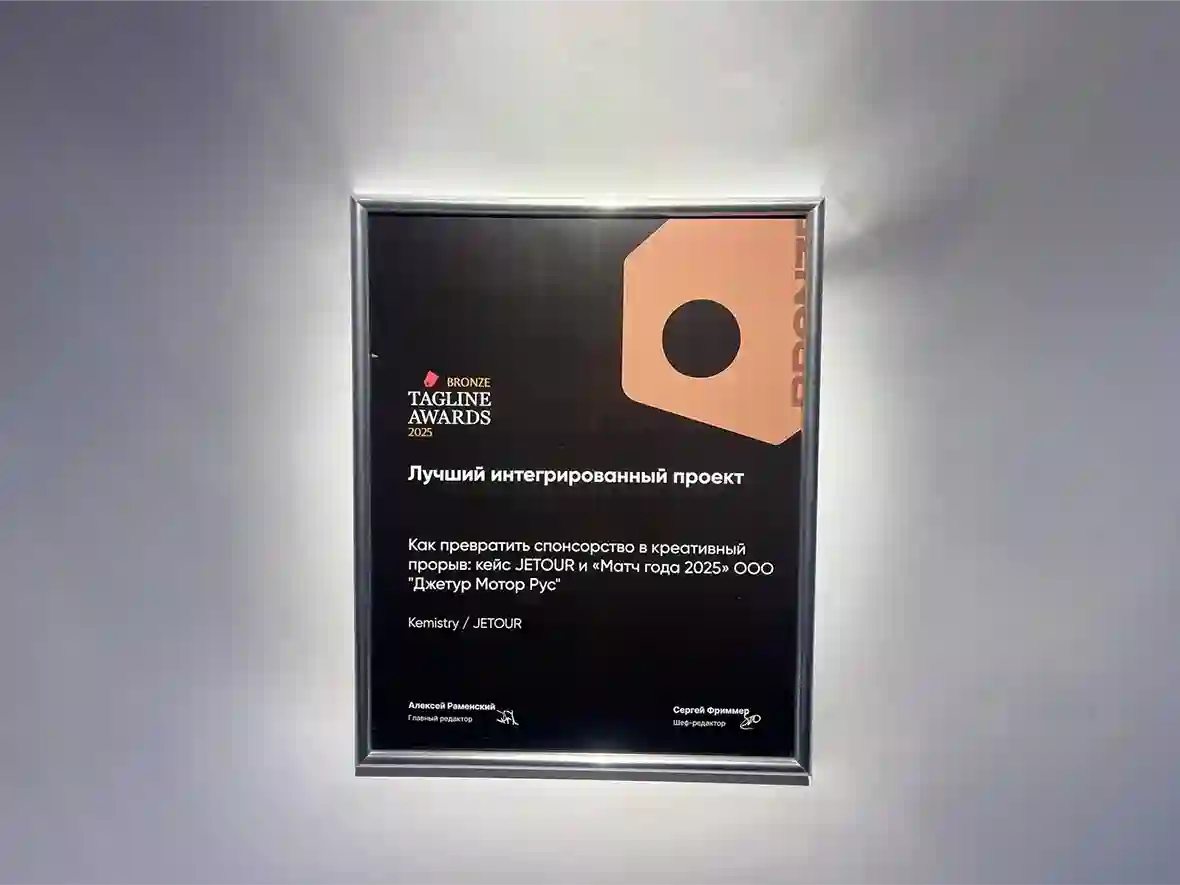 BRONZE
BRONZE
TAGLINE
AWARDS
2025
Лучший интегрированный проект
Как превратить спонсорство в креативный
прорыв: кейс JETOUR и «Матч года 2025» ООО
"Джетур Мотор Рус"
Kemistry / JETOUR
Алексей Раменский
Главный редактор
Сергей Фриммер
Шеф-редактор